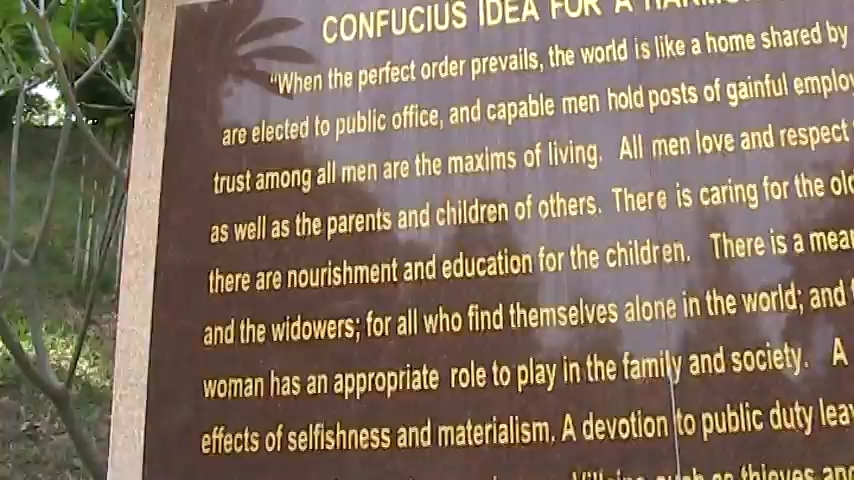 CONFUCIUS IDEA FOR A
"When the perfect order prevails, the world is like a home shared by
are elected to public office, and capable men hold posts of gainful
trust among all men are the maxims of living. All men love and respect
as well as the parents and children of others. There is caring for the
there are nourishment and education for the children. There is a
and the widowers; for all who find themselves alone in the world; and
woman has an appropriate role to play in the family and society. A
effects of selfishness and materialism. A devotion to public duty
such as thieves and